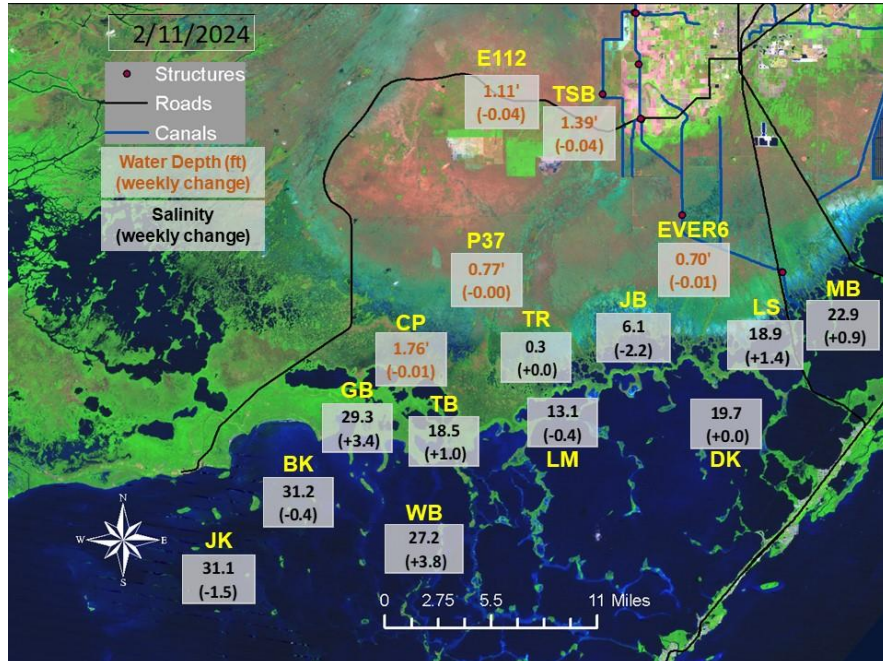 2/11/2024
Structures
Roads
Canals
Water Depth (ft)
(weekly change)
Salinity
(weekly change)
E112
1.11'
(-0.04)
TSB
1.39'
(-0.04)
P37
0.77'
(-0.00)
EVER6
0.70'
(-0.01)
CP
1.76'
(-0.01)
TR
0.3
(+0.0)
JB
6.1
(-2.2)
LS
18.9
(+1.4)
MB
22.9
(+0.9)
GB
29.3
(+3.4)
TB
18.5
(+1.0)
13.1
(-0.4)
LM
19.7
(+0.0)
DK
BK
31.2
(-0.4)
WB
27.2
(+3.8)
JK
31.1
(-1.5)
N
W E
S
0 2.75 5.5 11 Miles